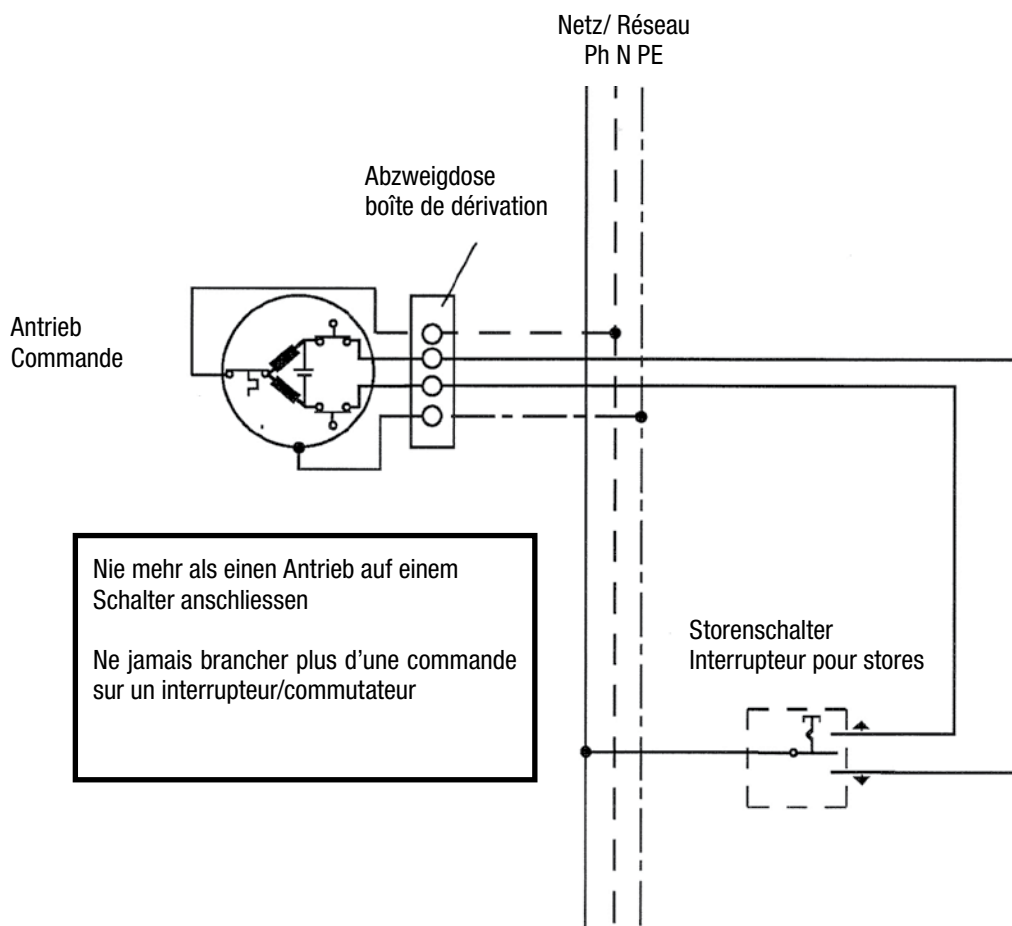 Netz/ Réseau
Ph N PE
Abzweigdose
boîte de dérivation
Antrieb
Commande
Nie mehr als einen Antrieb auf einem
Schalter anschliessen
Ne jamais brancher plus d'une commande
sur un interrupteur/commutateur
Storenschalter
Interrupteur pour stores